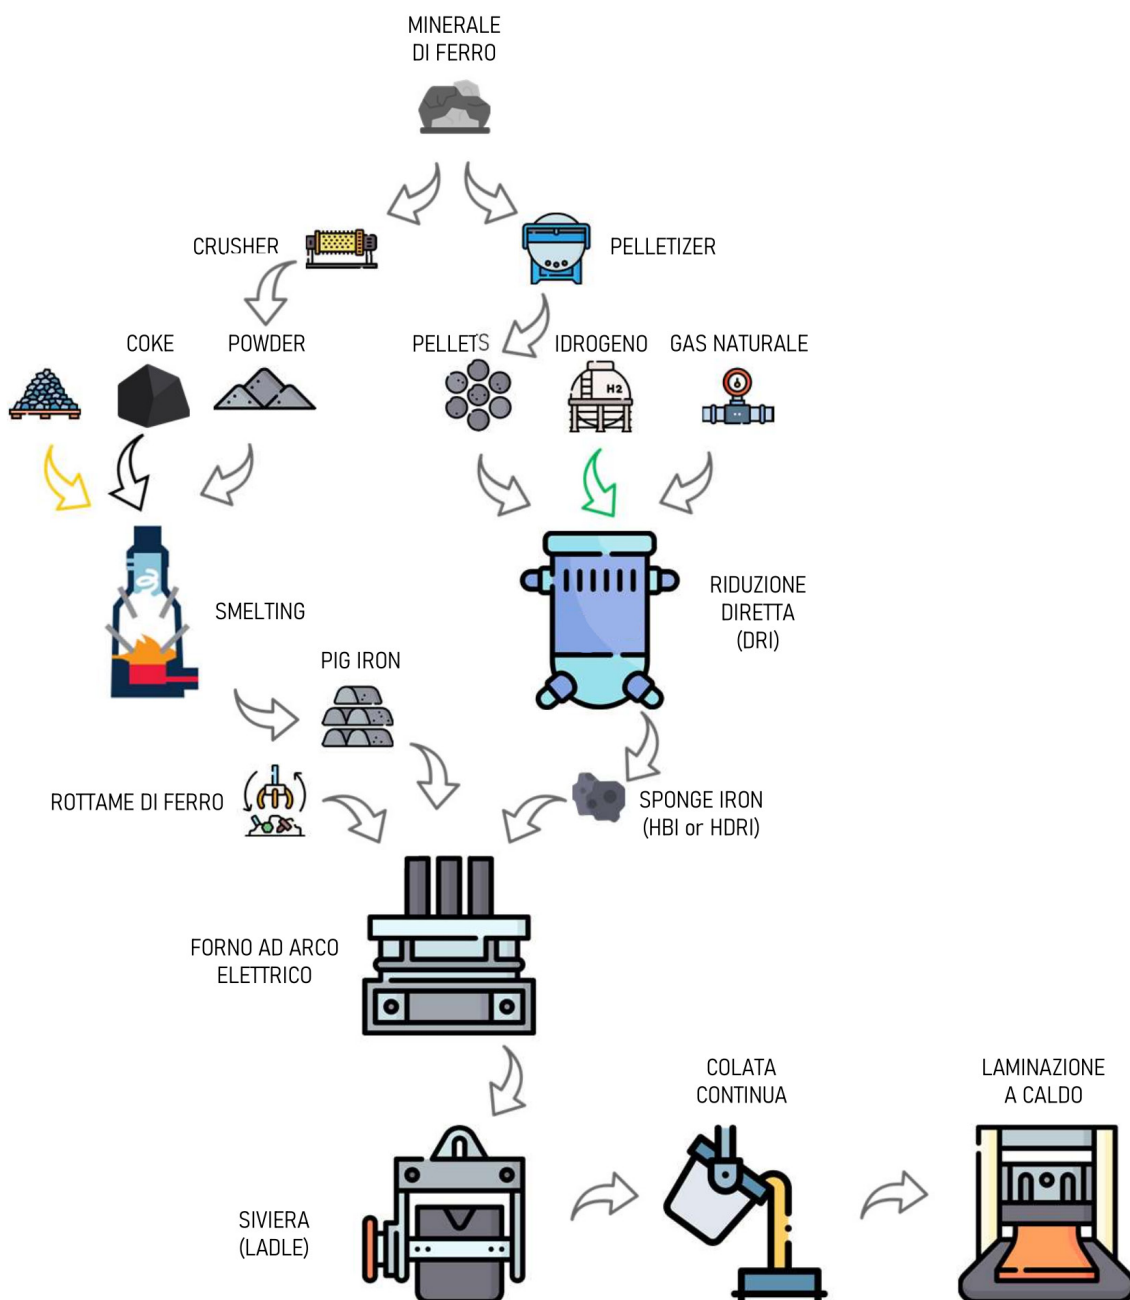 MINERALE
DI FERRO
CRUSHER
PELLETIZER
COKE
POWDER
PELLETS
IDROGENO
GAS NATURALE
H2
SMELTING
RIDUZIONE
DIRETTA
(DRI)
PIG IRON
ROTTAME DI FERRO
SPONGE IRON
(HBI or HDRI)
FORNO AD ARCO
ELETTRICO
COLATA
CONTINUA
LAMINAZIONE
A CALDO
SIVIERA
(LADLE)